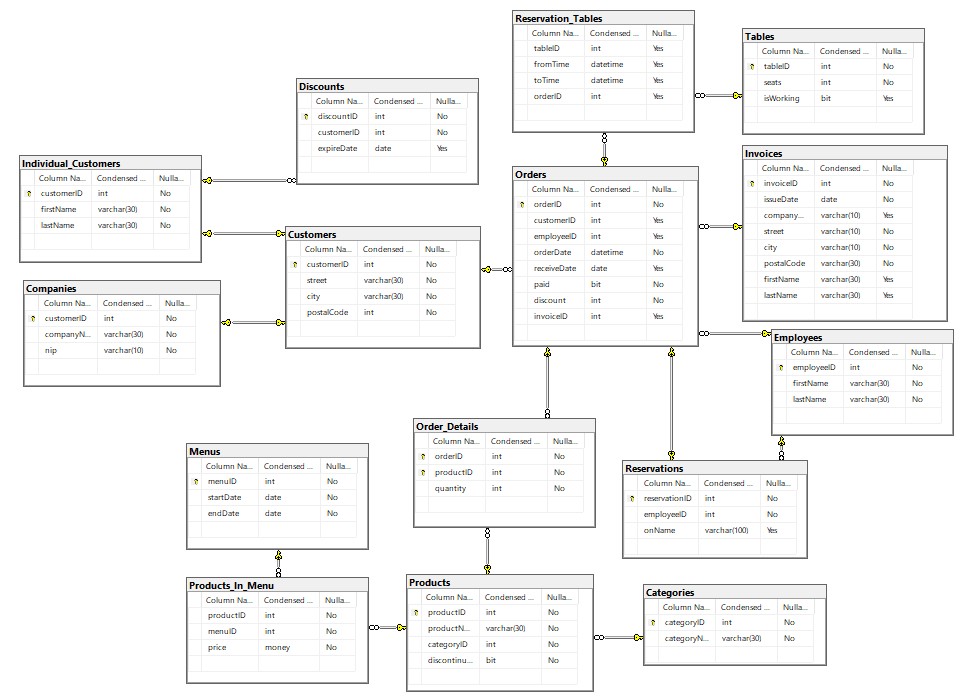 Reservation_Tables
Column Na... Condensed ... Nulla...
tableID int Yes
fromTime datetime Yes
toTime datetime Yes
orderID int Yes
Tables
Column Na... Condensed ... Nulla...
tableID int No
seats int No
isWorking bit Yes
Discounts
Column Na... Condensed ... Nulla...
discountID int No
customerID int No
expireDate date Yes
Individual_Customers
Column Na... Condensed ... Nulla...
customerID int No
firstName varchar(30) No
lastName varchar(30) No
Customers
Column Na... Condensed ... Nulla...
customerID int No
street varchar(30) No
city varchar(30) No
postalCode int No
Companies
Column Na... Condensed ... Nulla...
customerID int No
companyN... varchar(30) No
nip varchar(10) No
Orders
Column Na... Condensed ... Nulla...
orderID int No
customerID int Yes
employeeID int Yes
orderDate datetime No
receiveDate date Yes
paid bit No
discount int No
invoiceID int Yes
Invoices
Column Na... Condensed ... Nulla...
invoiceID int No
issueDate date No
company... varchar(10) Yes
street varchar(10) No
city varchar(10) No
postalCode varchar(30) No
firstName varchar(30) Yes
lastName varchar(30) Yes
Employees
Column Na... Condensed ... Nulla...
employeeID int No
firstName varchar(30) No
lastName varchar(30) No
Order_Details
Column Na... Condensed ... Nulla...
orderID int No
productID int No
quantity int No
Reservations
Column Na... Condensed ... Nulla...
reservationID int No
employeeID int No
onName varchar(100) Yes
Menus
Column Na... Condensed ... Nulla...
menuID int No
startDate date No
endDate date No
Products_In_Menu
Column Na... Condensed ... Nulla...
productID int No
menuID int No
price money No
Products
Column Na... Condensed ... Nulla...
productID int No
productN... varchar(30) No
categoryID int No
discontinu... bit No
Categories
Column Na... Condensed ... Nulla...
categoryID int No
categoryN... varchar(30) No